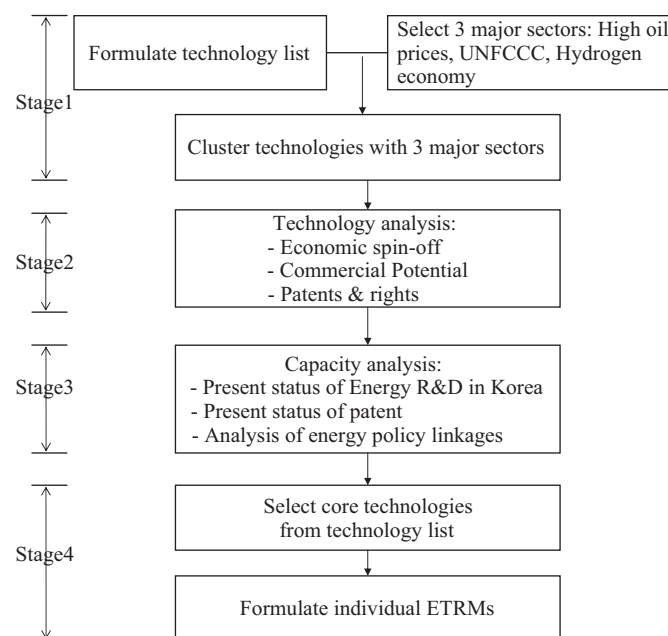 Formulate technology list
Select 3 major sectors: High oil
prices, UNFCCC, Hydrogen
economy
Stage1
Cluster technologies with 3 major sectors
Technology analysis:
- Economic spin-off
Stage2
- Commercial Potential
- Patents & rights
Capacity analysis:
- Present status of Energy R&D in Korea
Stage3
- Present status of patent
- Analysis of energy policy linkages
Select core technologies
from technology list
Stage4
Formulate individual ETRMs